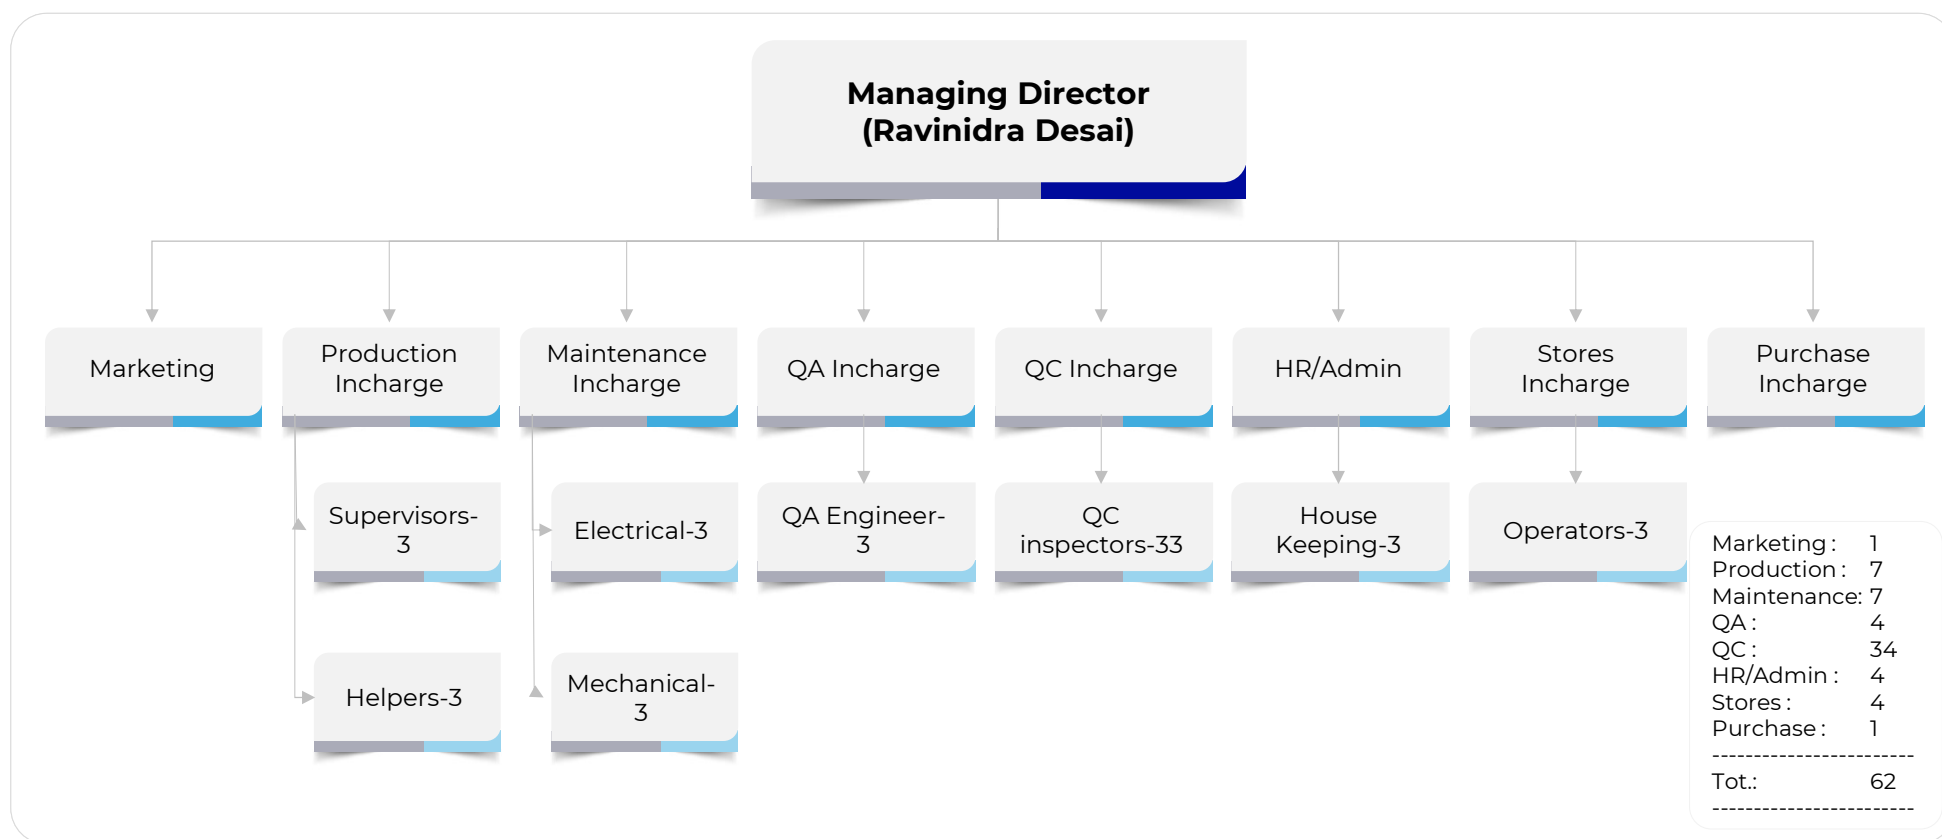 Managing Director
(Ravinidra Desai)
Marketing
Production
Incharge
Maintenance
Incharge
QA Incharge
QC Incharge
HR/Admin
Stores
Incharge
Purchase
Incharge
Supervisors-
3
Electrical-3
QA Engineer-
3
QC
inspectors-33
House
Keeping-3
Operators-3
Helpers-3
Mechanical-
3
Marketing : 1
Production : 7
Maintenance: 7
QA : 4
QC : 34
HR/Admin : 4
Stores : 4
Purchase : 1
------------------------
Tot.: 62
------------------------